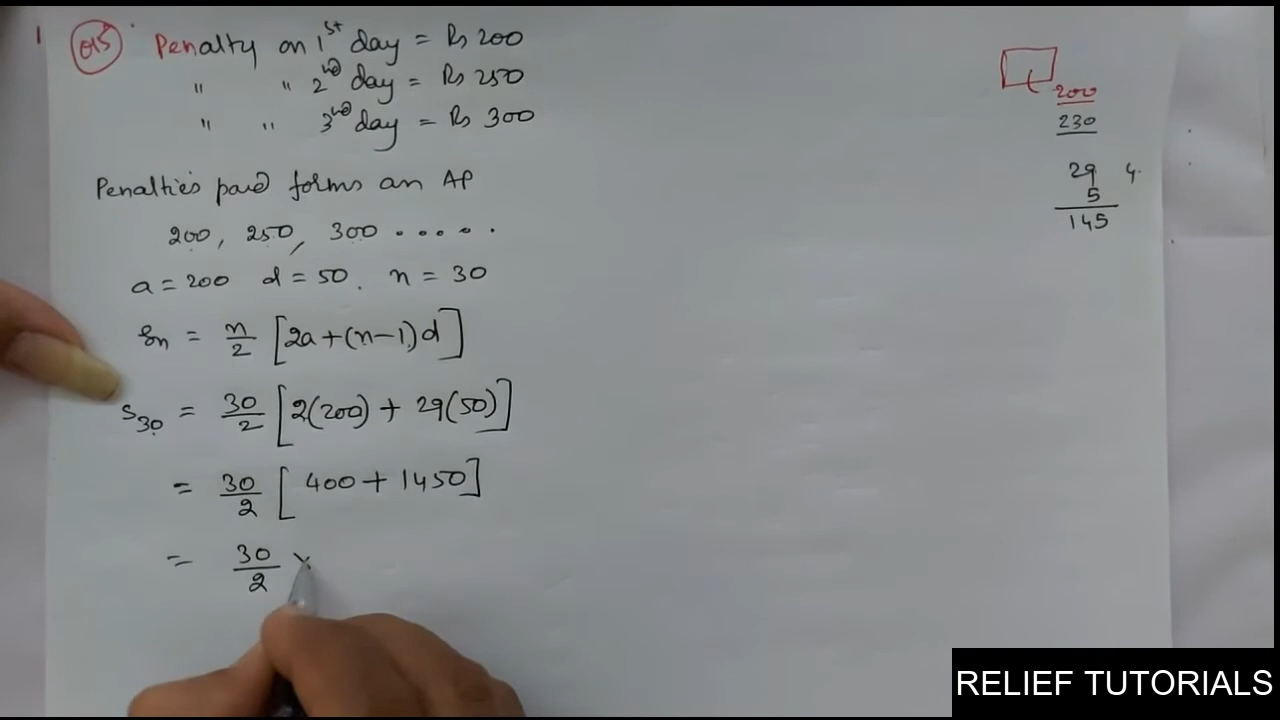 Q15 Penalty on 1st day = Rs 200
" " 2nd day = Rs 250
" " 3rd day = Rs 300
Penalties paid forms an AP
200, 250, 300 .....
a = 200 d = 50. n = 30
Sn = n/2 [2a+(n-1)d]
S30 = 30/2 [2(200) + 29(50)]
= 30/2 [400 + 1450]
= 30/2 ×
200
230
29 4.
5
145
RELIEF TUTORIALS